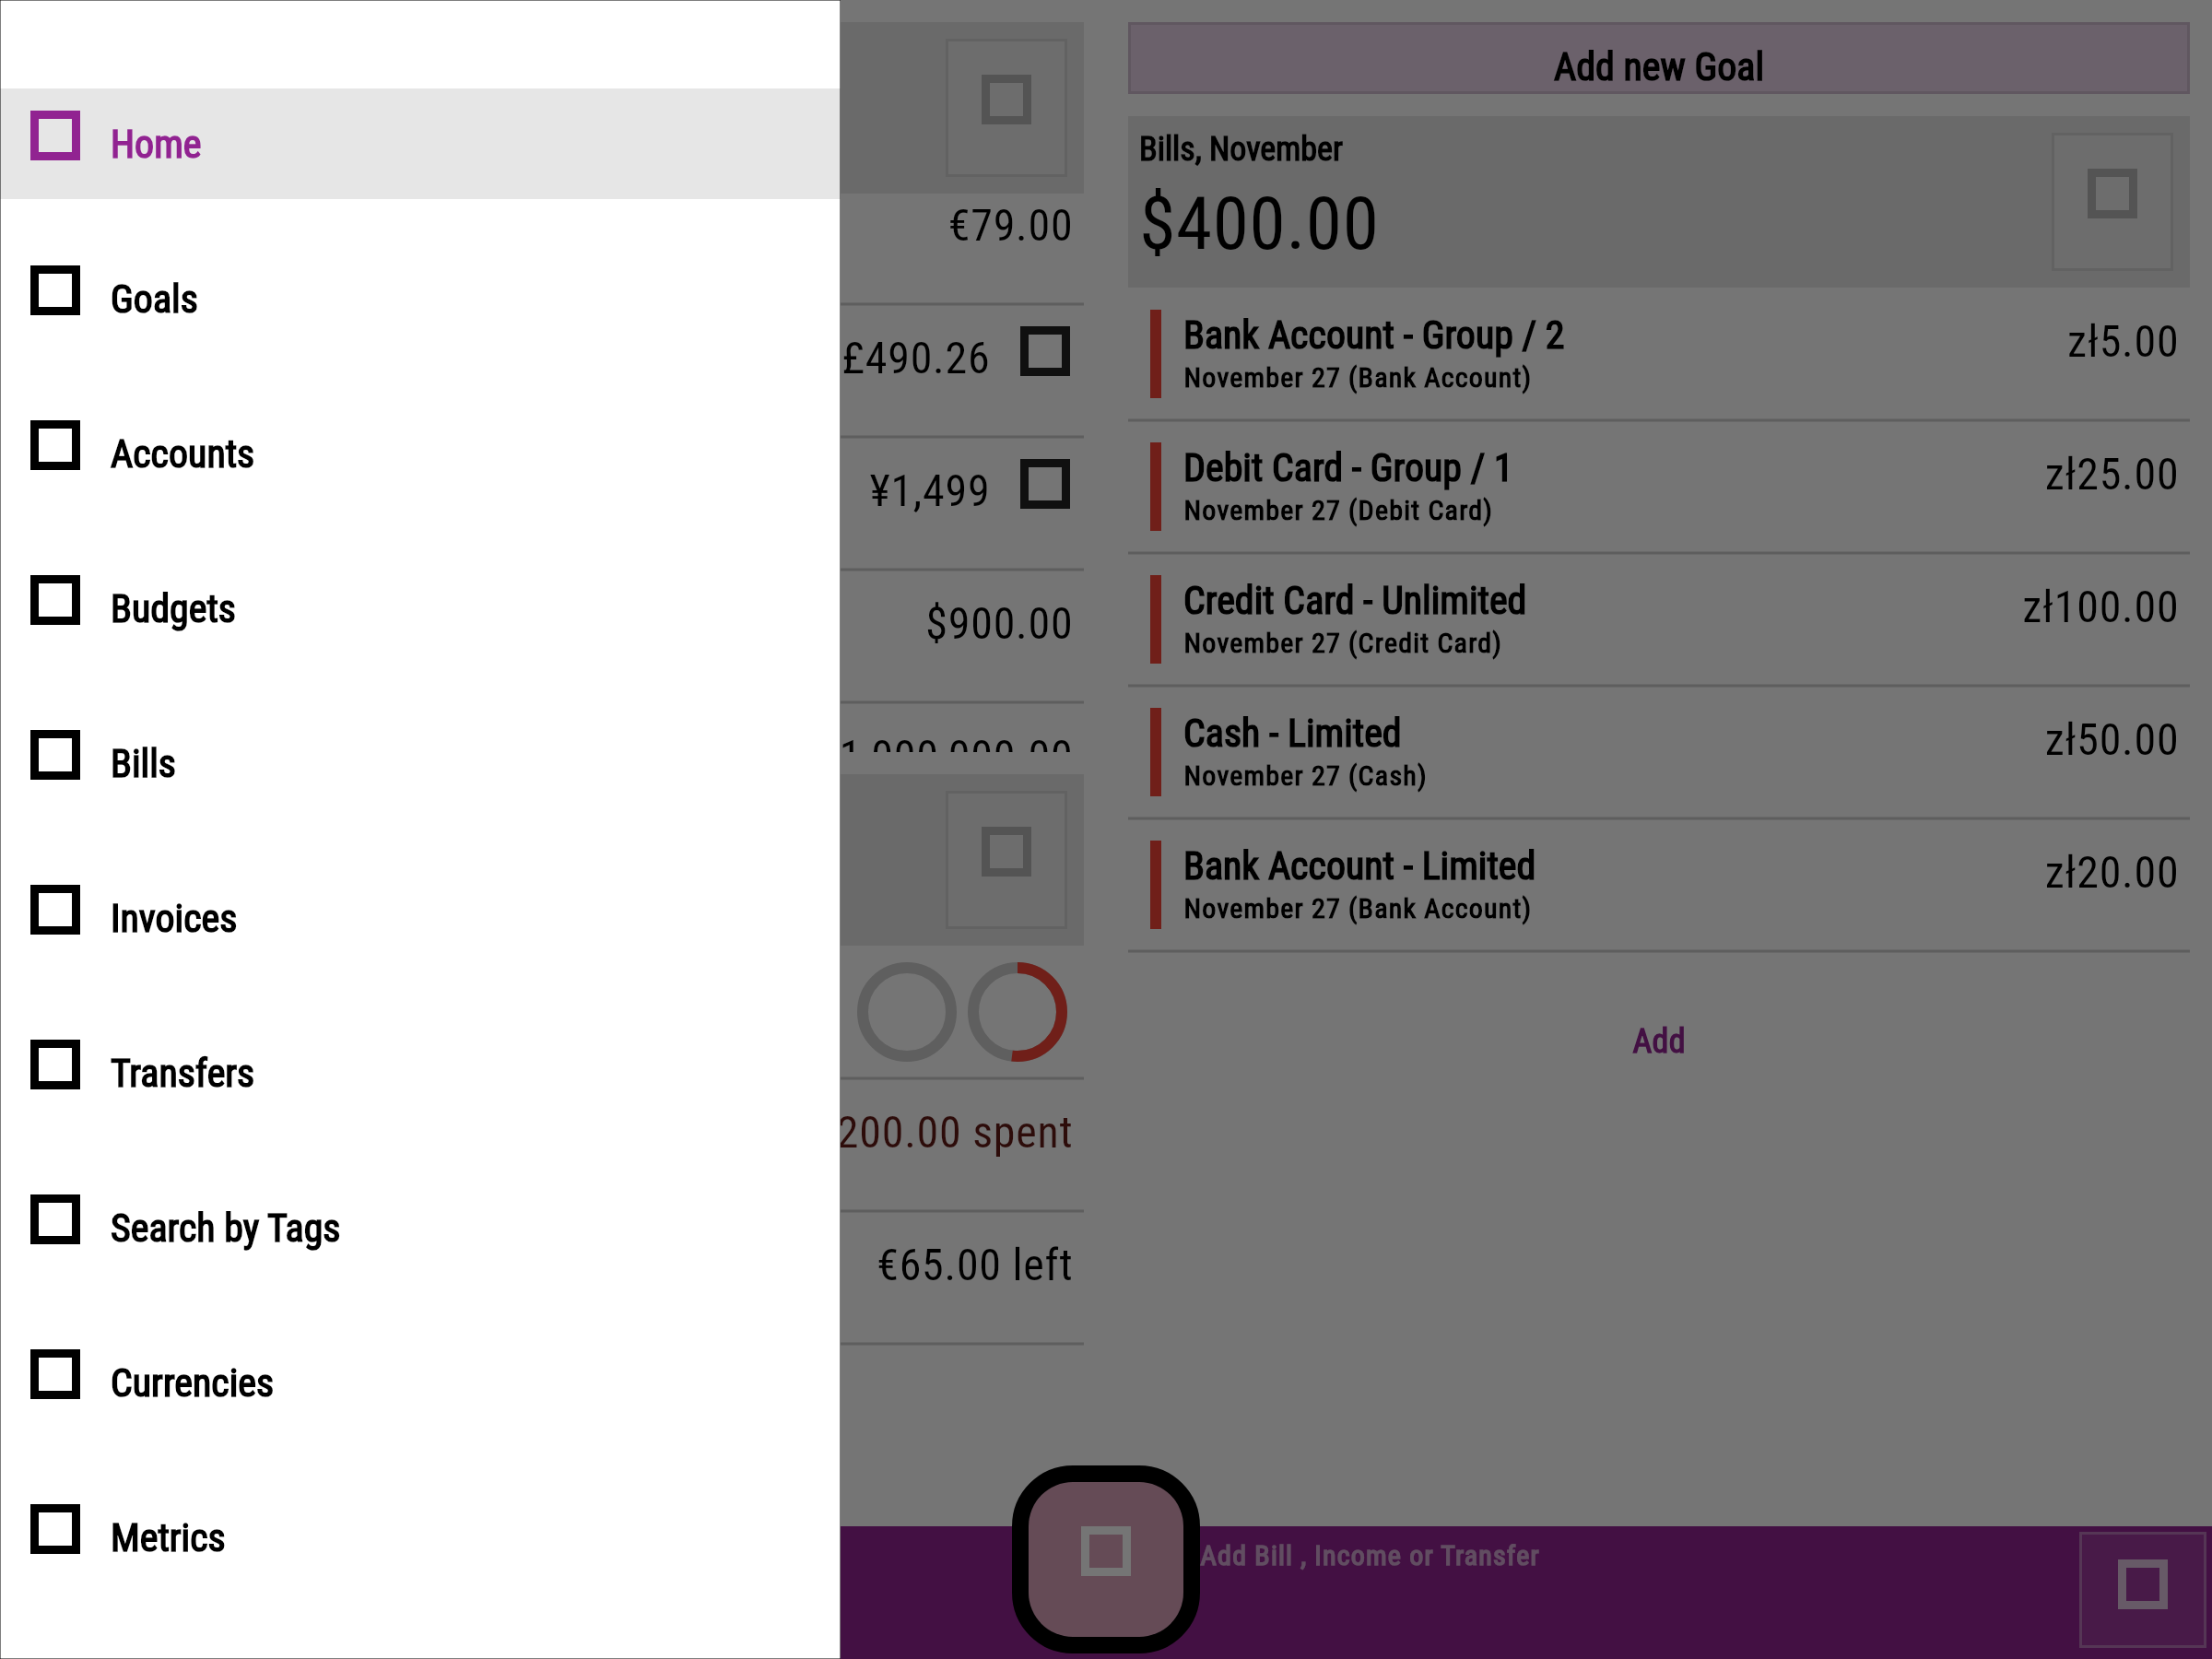 Home
Goals
Accounts
Budgets
Bills
Invoices
Transfers
Search by Tags
Currencies
Metrics
€79.00
£490.26
¥1,499
$900.00
200.00 spent
€65.00 left
Add new Goal
Bills, November
$400.00
Bank Account - Group / 2
zł5.00
November 27 (Bank Account)
Debit Card - Group / 1
zł25.00
November 27 (Debit Card)
Credit Card - Unlimited
zł100.00
November 27 (Credit Card)
Cash - Limited
zł50.00
November 27 (Cash)
Bank Account - Limited
zł20.00
November 27 (Bank Account)
Add
Add Bill , Income or Transfer